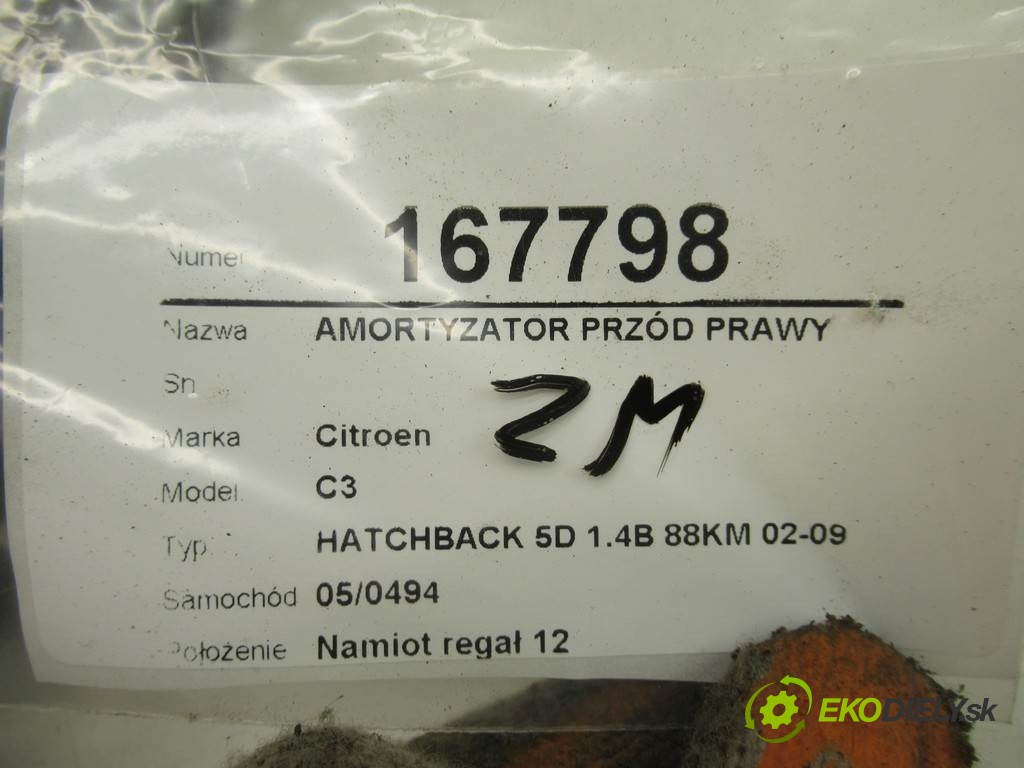 Numer 167798
Nazwa AMORTYZATOR PRZÓD PRAWY
Sn
ZM
Marka Citroen
Model C3
Typ HATCHBACK 5D 1.4B 88KM 02-09
Samochód 05/0494
Położenie Namiot regał 12
EKODIELY.sk